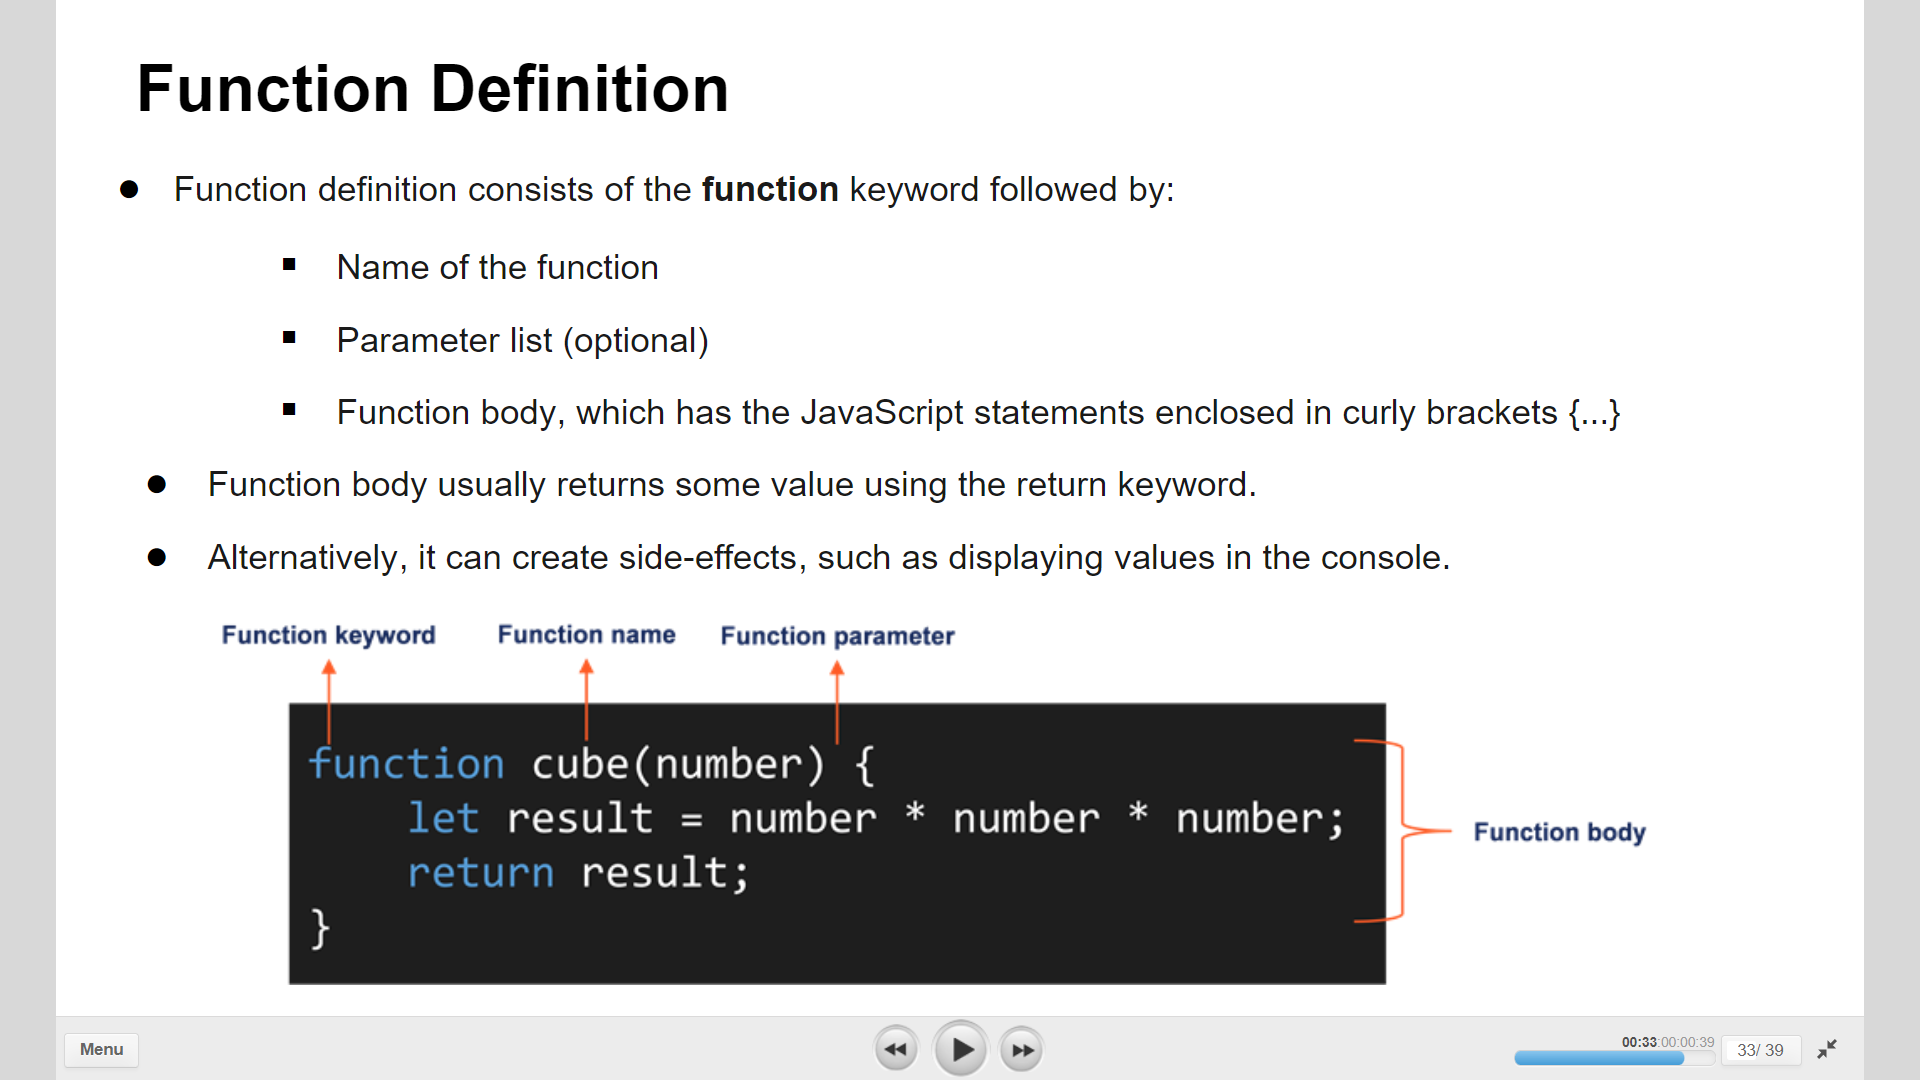 Function Definition
● Function definition consists of the function keyword followed by:
▪ Name of the function
▪ Parameter list (optional)
▪ Function body, which has the JavaScript statements enclosed in curly brackets {...}
● Function body usually returns some value using the return keyword.
● Alternatively, it can create side-effects, such as displaying values in the console.
Function keyword Function name Function parameter
function cube(number) {
    let result = number * number * number;
    return result;
}
Function body
Menu
00:33:00:00:39
33/ 39